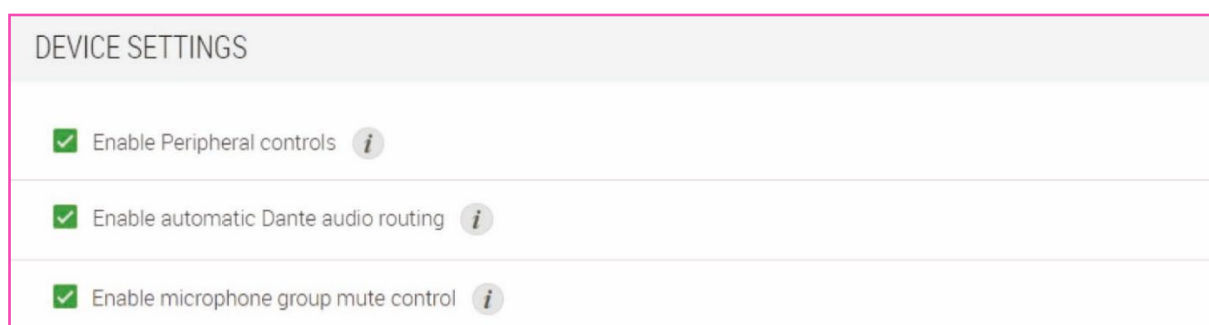 DEVICE SETTINGS
Enable Peripheral controls i
Enable automatic Dante audio routing i
Enable microphone group mute control i